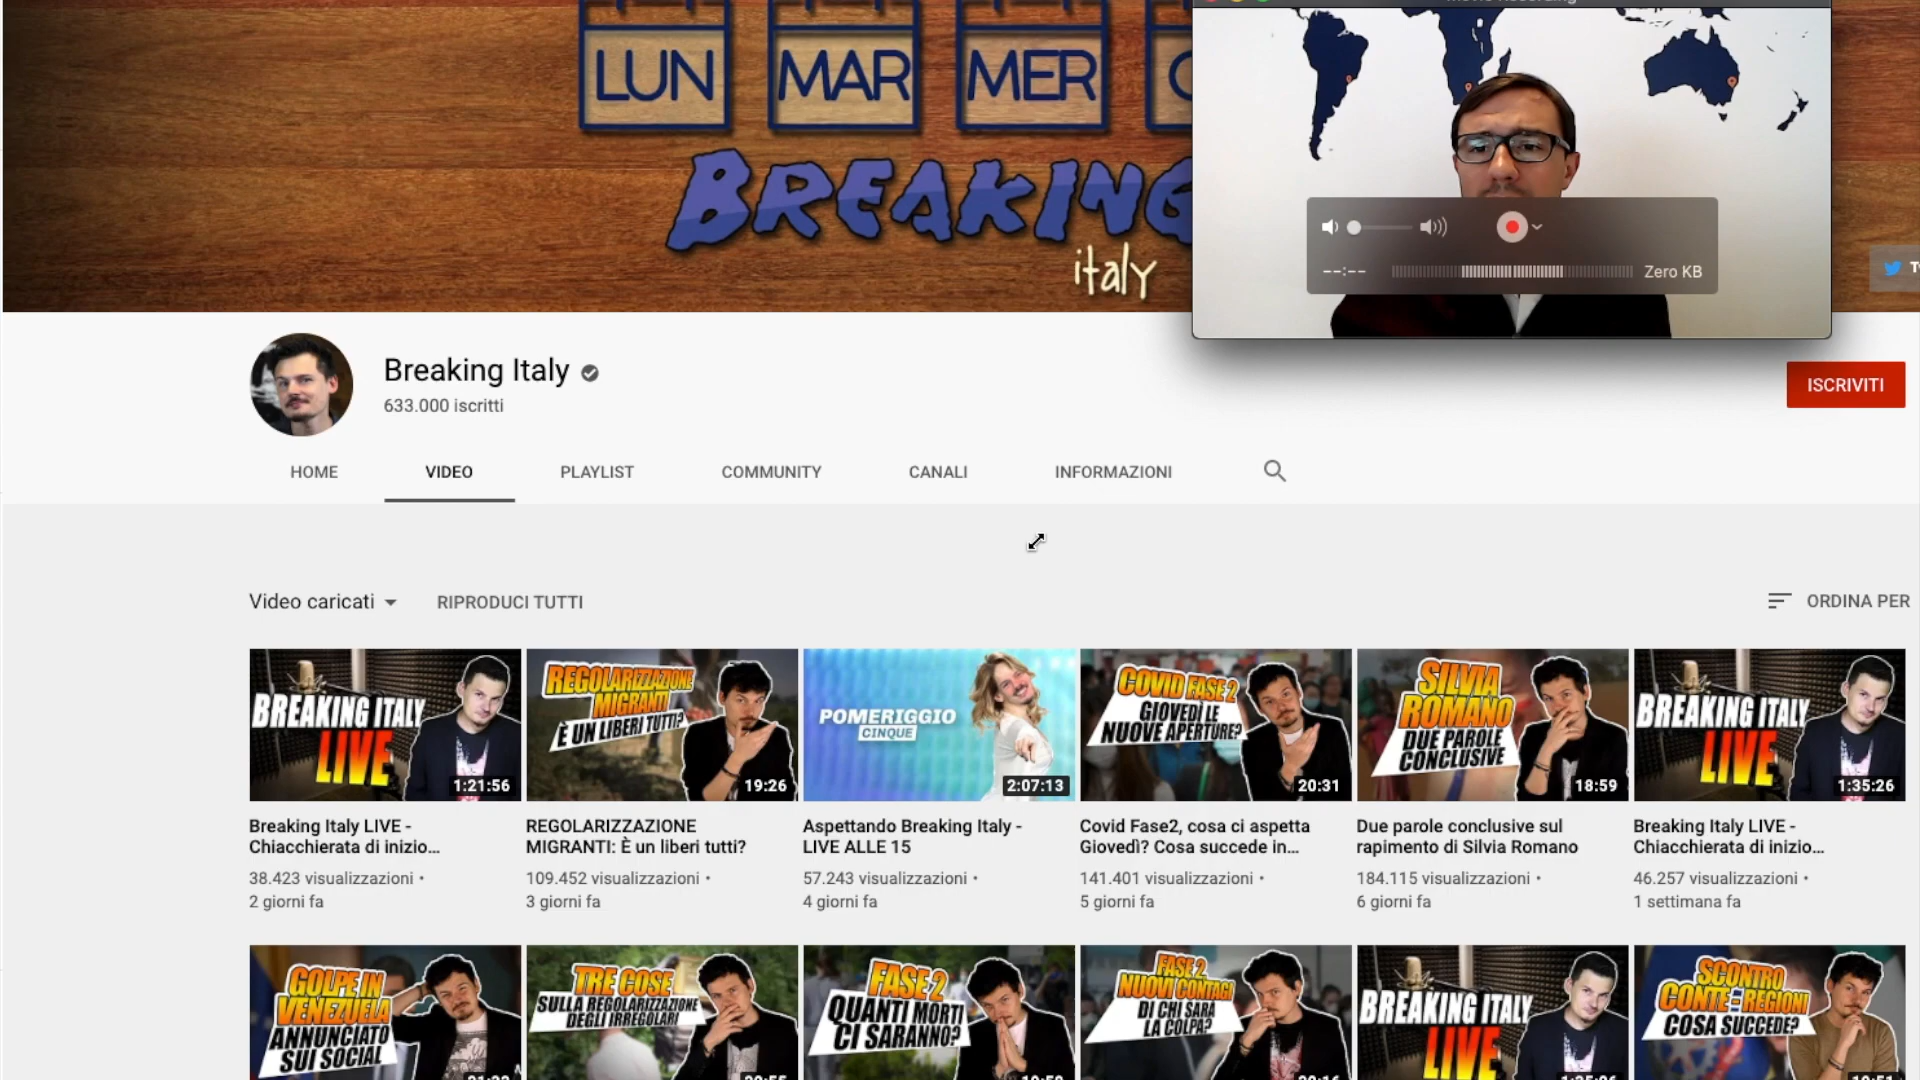 LUN
MAR
MER
BREAKING
italy
--:--
Zero KB
Breaking Italy
633.000 iscritti
ISCRIVITI
HOME
VIDEO
PLAYLIST
COMMUNITY
CANALI
INFORMAZIONI
Video caricati
RIPRODUCI TUTTI
ORDINA PER
BREAKING ITALY
LIVE
1:21:56
REGOLARIZZAZIONE
MIGRANTI
È UN LIBERI TUTTI?
19:26
POMERIGGIO
CINQUE
2:07:13
COVID FASE 2
GIOVEDÌ LE
NUOVE APERTURE?
20:31
SILVIA
ROMANO
DUE PAROLE
CONCLUSIVE
18:59
BREAKING ITALY
LIVE
1:35:26
Breaking Italy LIVE -
Chiacchierata di inizio...
38.423 visualizzazioni •
2 giorni fa
REGOLARIZZAZIONE
MIGRANTI: È un liberi tutti?
109.452 visualizzazioni •
3 giorni fa
Aspettando Breaking Italy -
LIVE ALLE 15
57.243 visualizzazioni •
4 giorni fa
Covid Fase2, cosa ci aspetta
Giovedì? Cosa succede in...
141.401 visualizzazioni •
5 giorni fa
Due parole conclusive sul
rapimento di Silvia Romano
184.115 visualizzazioni •
6 giorni fa
Breaking Italy LIVE -
Chiacchierata di inizio...
46.257 visualizzazioni •
1 settimana fa
GOLPE IN
VENEZUELA
ANNUNCIATO
SUI SOCIAL
TRE COSE
SULLA REGOLARIZZAZIONE
DEGLI IRREGOLARI
FASE 2
QUANTI MORTI
CI SARANNO?
FASE 2
NUOVI CONTAGI
DI CHI SARÀ
LA COLPA?
BREAKING ITALY
LIVE
SCONTRO
CONTE - REGIONI
COSA SUCCEDE?